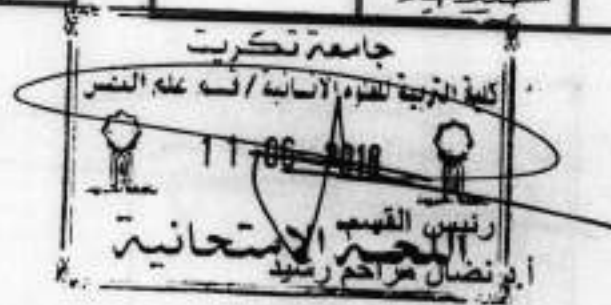 جامعة تكريت
كلية التربية للعلوم الانسانية / قسم علم النفس
11-06-2018
رئيس القسم
اللجنة الامتحانية
أ.د نضال مزاحم رشيد